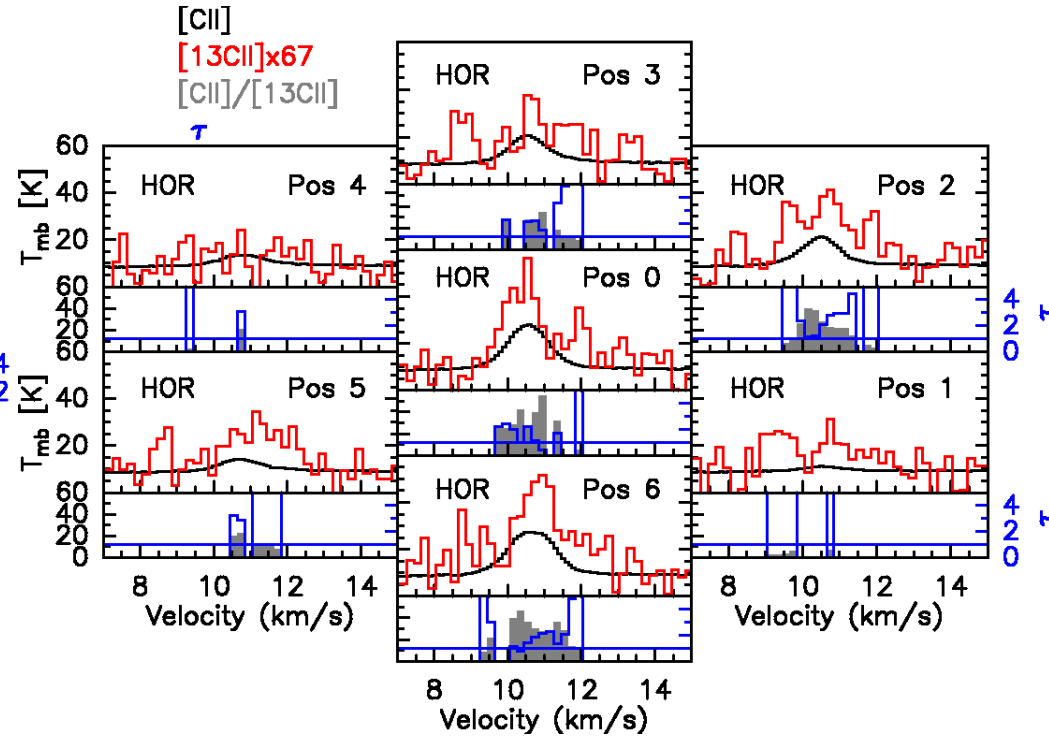 [CII]
[13CII]x67
[CII]/[13CII]
τ
HOR Pos 3
60
40
20
60
T_mb [K]
HOR Pos 4
HOR Pos 2
40
20
60
HOR Pos 0
4
2
0
τ
4
2
40
20
60
T_mb [K]
HOR Pos 5
HOR Pos 1
40
20
0
HOR Pos 6
4
2
0
τ
8 10 12 14
Velocity (km/s)
8 10 12 14
Velocity (km/s)
8 10 12 14
Velocity (km/s)